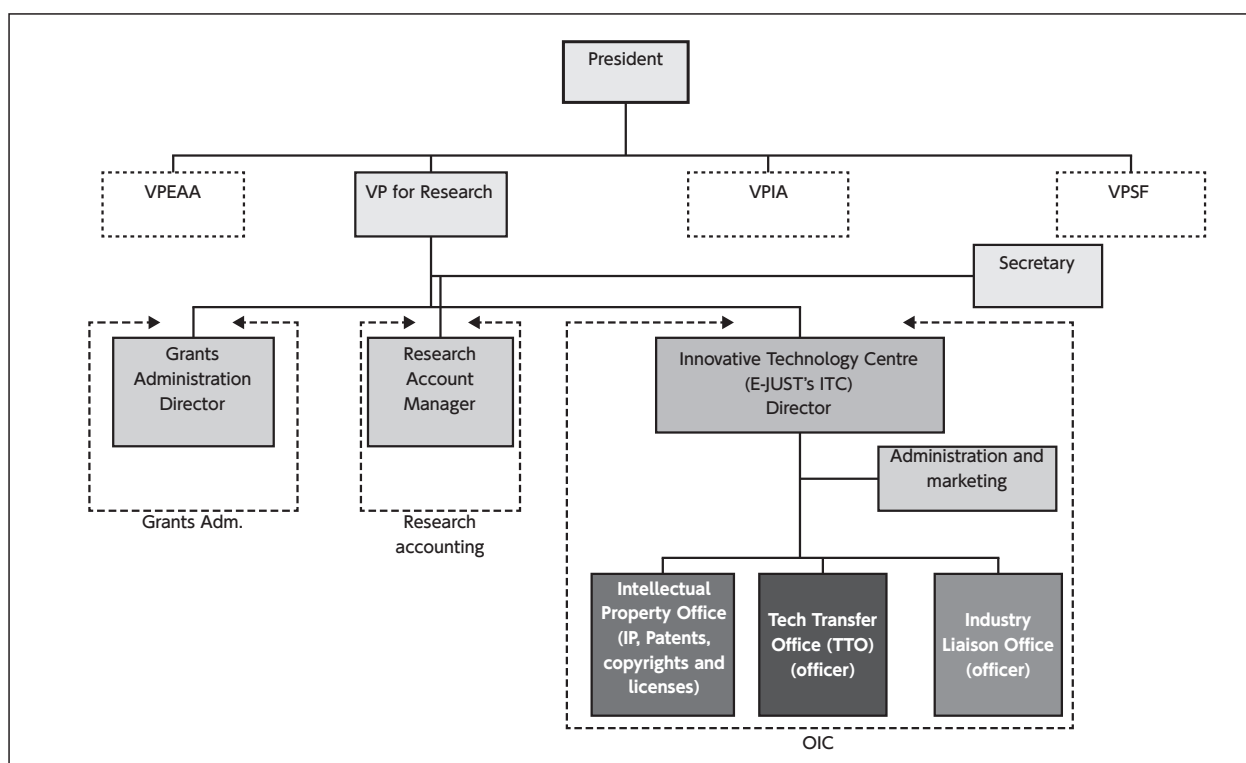 President
VPEAA
VP for Research
VPIA
VPSF
Secretary
Grants
Administration
Director
Research
Account
Manager
Innovative Technology Centre
(E-JUST's ITC)
Director
Administration and
marketing
Grants Adm.
Research
accounting
Intellectual
Property Office
(IP, Patents,
copyrights and
licenses)
Tech Transfer
Office (TTO)
(officer)
Industry
Liaison Office
(officer)
OIC